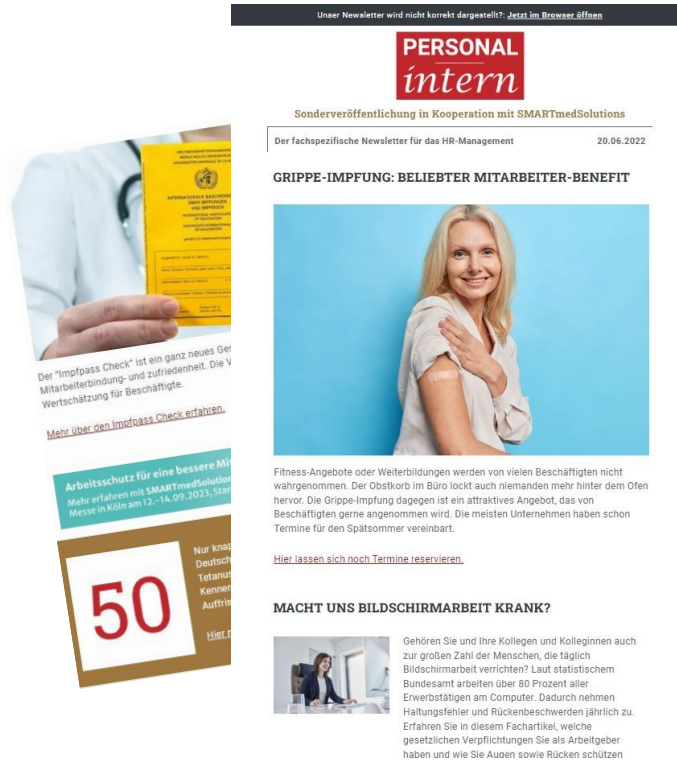 Unser Newsletter wird nicht korrekt dargestellt?: Jetzt im Browser öffnen
PERSONAL
intern
Sonderveröffentlichung in Kooperation mit SMARTmedSolutions
Der fachspezifische Newsletter für das HR-Management 20.06.2022
GRIPPE-IMPFUNG: BELIEBTER MITARBEITER-BENEFIT
Fitness-Angebote oder Weiterbildungen werden von vielen Beschäftigten nicht
wahrgenommen. Der Obstkorb im Büro lockt auch niemanden mehr hinter dem Ofen
hervor. Die Grippe-Impfung dagegen ist ein attraktives Angebot, das von
Beschäftigten gerne angenommen wird. Die meisten Unternehmen haben schon
Termine für den Spätsommer vereinbart.
Hier lassen sich noch Termine reservieren.
MACHT UNS BILDSCHIRMARBEIT KRANK?
Gehören Sie und Ihre Kollegen und Kolleginnen auch
zur großen Zahl der Menschen, die täglich
Bildschirmarbeit verrichten? Laut statistischem
Bundesamt arbeiten über 80 Prozent aller
Erwerbstätigen am Computer. Dadurch nehmen
Haltungsfehler und Rückenbeschwerden jährlich zu.
Erfahren Sie in diesem Fachartikel, welche
gesetzlichen Verpflichtungen Sie als Arbeitgeber
haben und wie Sie Augen sowie Rücken schützen
INTERNATIONALE
ÜBER IMPFUNGEN
UND IMPFBUCH
Der "Impfpass Check" ist ein ganz neues Ges
Mitarbeiterbindung- und zufriedenheit. Die V
Wertschätzung für Beschäftigte.
Mehr über den Impfpass Check erfahren.
Arbeitsschutz für eine bessere Mi
Mehr erfahren mit SMARTmedSolution
Messe in Köln am 12.-14.09.2023, Stan
50
Nur knap
Deutsch
Tetanus
Kennen
Auffris
Hier